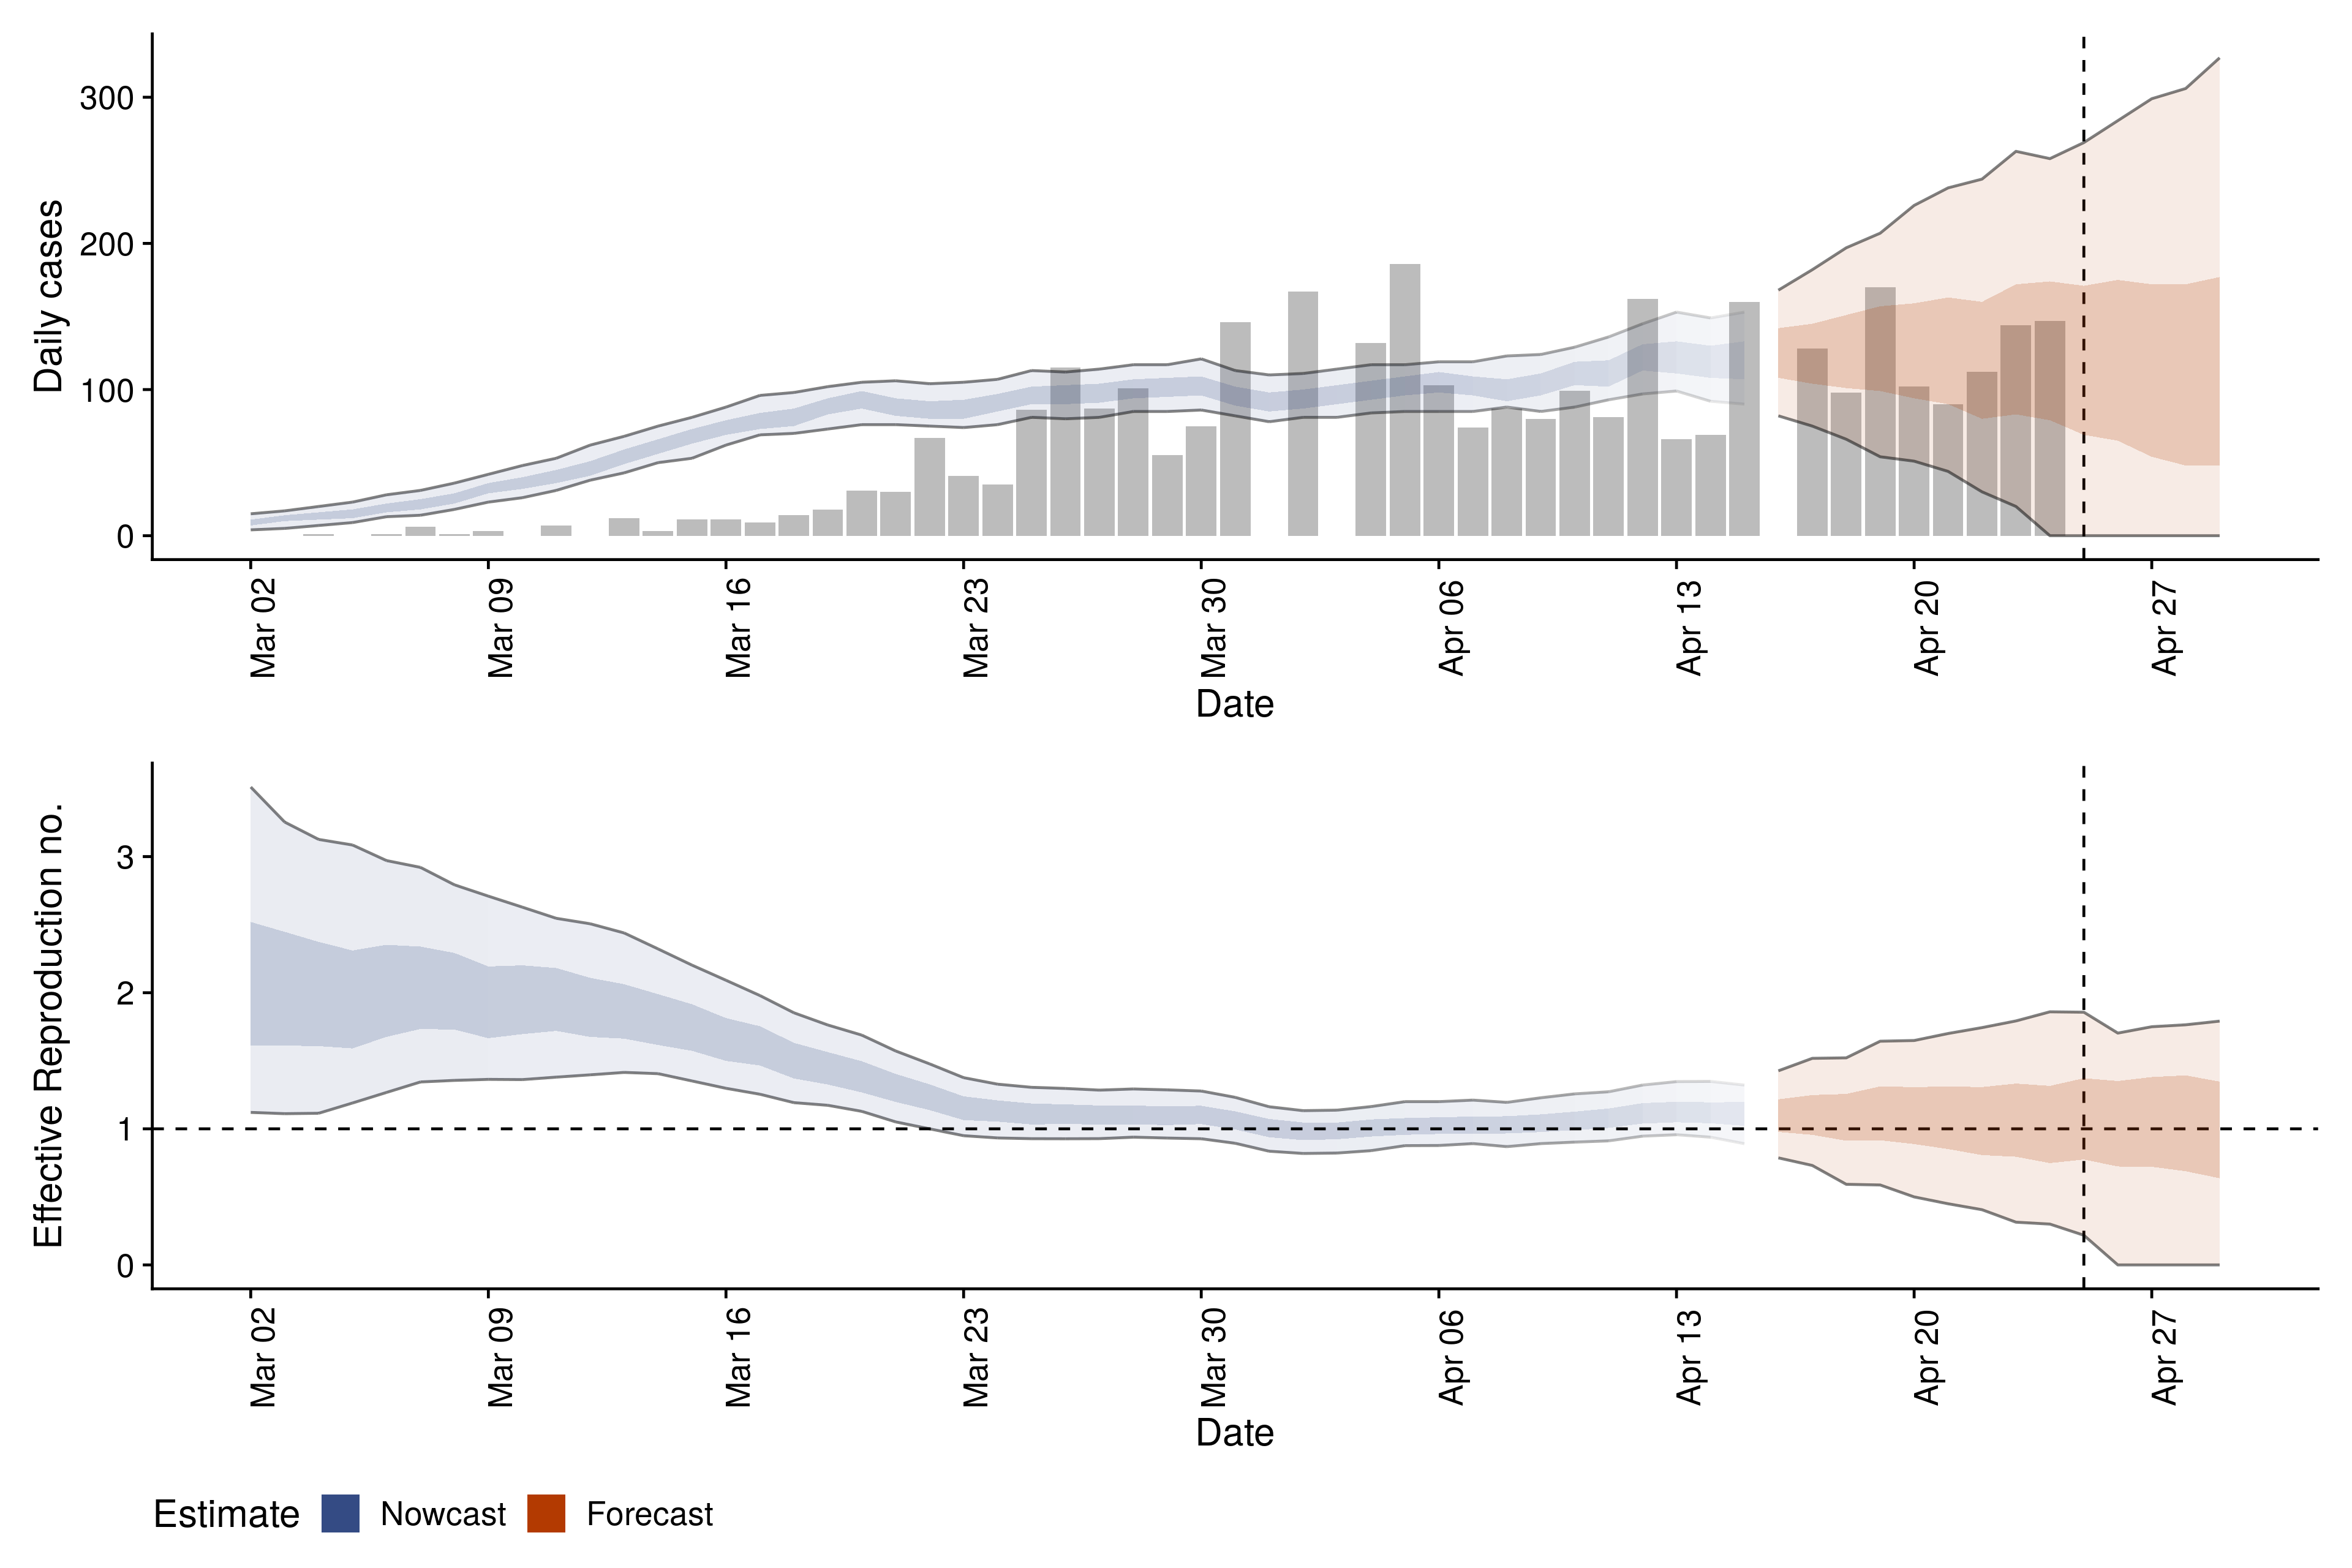 Daily cases
300
200
100
0
Mar 02
Mar 09
Mar 16
Mar 23
Mar 30
Apr 06
Apr 13
Apr 20
Apr 27
Date
Effective Reproduction no.
3
2
1
0
Mar 02
Mar 09
Mar 16
Mar 23
Mar 30
Apr 06
Apr 13
Apr 20
Apr 27
Date
Estimate Nowcast Forecast